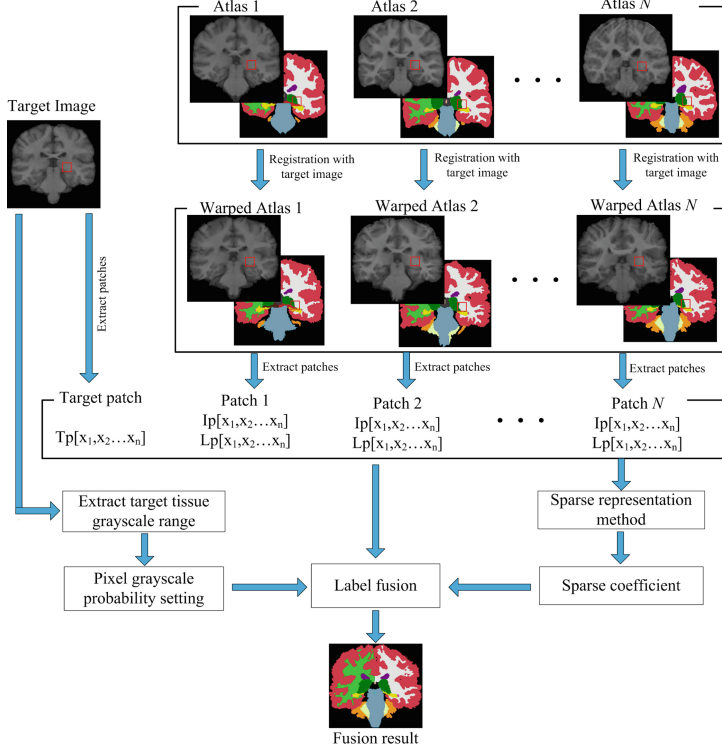 Atlas 1 Atlas 2 Atlas N
Target Image
Registration with
target image
Registration with
target image
Registration with
target image
Warped Atlas 1 Warped Atlas 2 Warped Atlas N
Extract patches
Extract patches Extract patches Extract patches
Target patch
Tp[x₁,x₂…xₙ]
Patch 1
Ip[x₁,x₂…xₙ]
Lp[x₁,x₂…xₙ]
Patch 2
Ip[x₁,x₂…xₙ]
Lp[x₁,x₂…xₙ]
Patch N
Ip[x₁,x₂…xₙ]
Lp[x₁,x₂…xₙ]
Extract target tissue
grayscale range
Sparse representation
method
Pixel grayscale
probability setting
Label fusion
Sparse coefficient
Fusion result